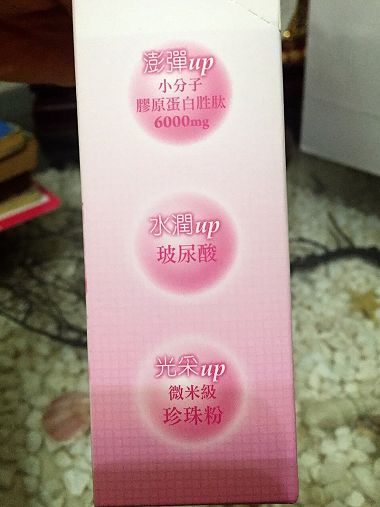 澎彈up
小分子
膠原蛋白胜肽
6000mg
水潤up
玻尿酸
光采up
微米級
珍珠粉